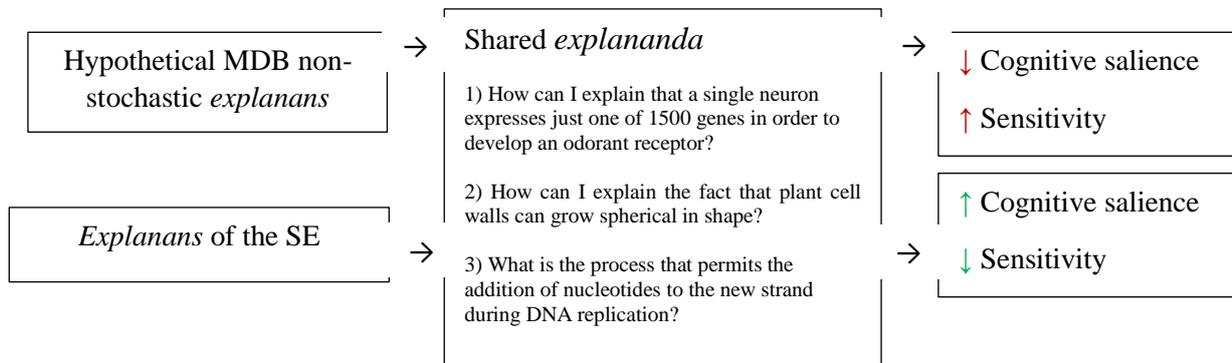 Hypothetical MDB non-
stochastic explanans
→
Shared explananda
1) How can I explain that a single neuron
expresses just one of 1500 genes in order to
develop an odorant receptor?
2) How can I explain the fact that plant cell
walls can grow spherical in shape?
3) What is the process that permits the
addition of nucleotides to the new strand
during DNA replication?
→
↓ Cognitive salience
↑ Sensitivity
Explanans of the SE
→
→
↑ Cognitive salience
↓ Sensitivity